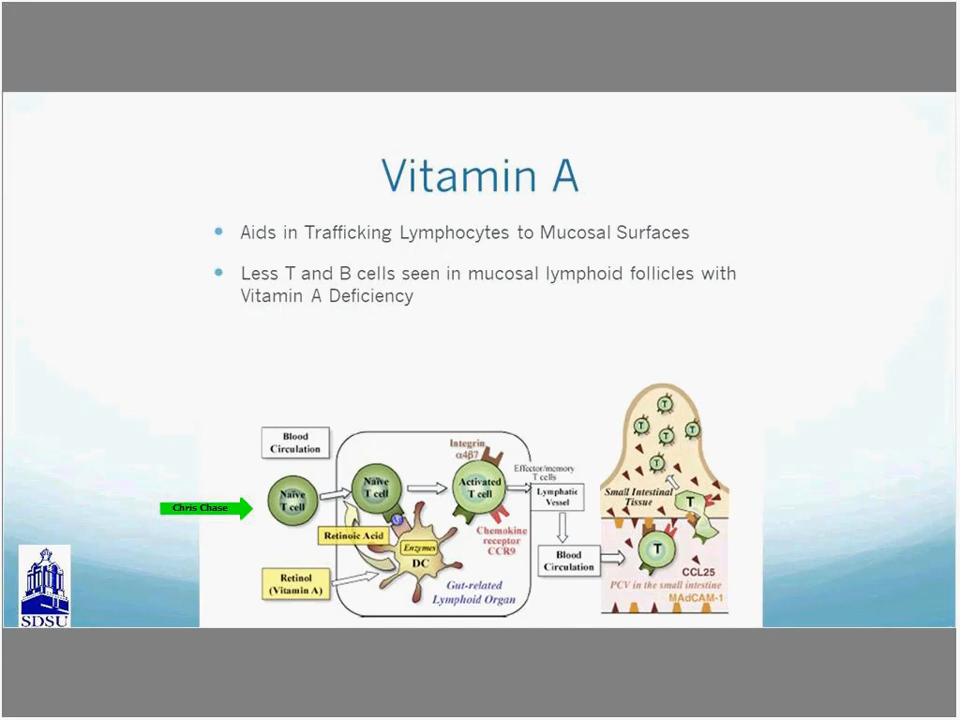 Vitamin A
Aids in Trafficking Lymphocytes to Mucosal Surfaces
Less T and B cells seen in mucosal lymphoid follicles with
Vitamin A Deficiency
Blood
Circulation
Naïve
T cell
Naïve
T cell
Retinoic Acid
Retinol
(Vitamin A)
Enzymes
DC
Integrin
α4β7
Activated
T cell
Chemokine
receptor
CCR9
Gut-related
Lymphoid Organ
Effector/memory
T cells
Lymphatic
Vessel
Blood
Circulation
T
T
T
T
T
Small Intestinal
Tissue
T
T
CCL25
PCV in the small intestine
MAdCAM-1
Chris Chase
SDSU